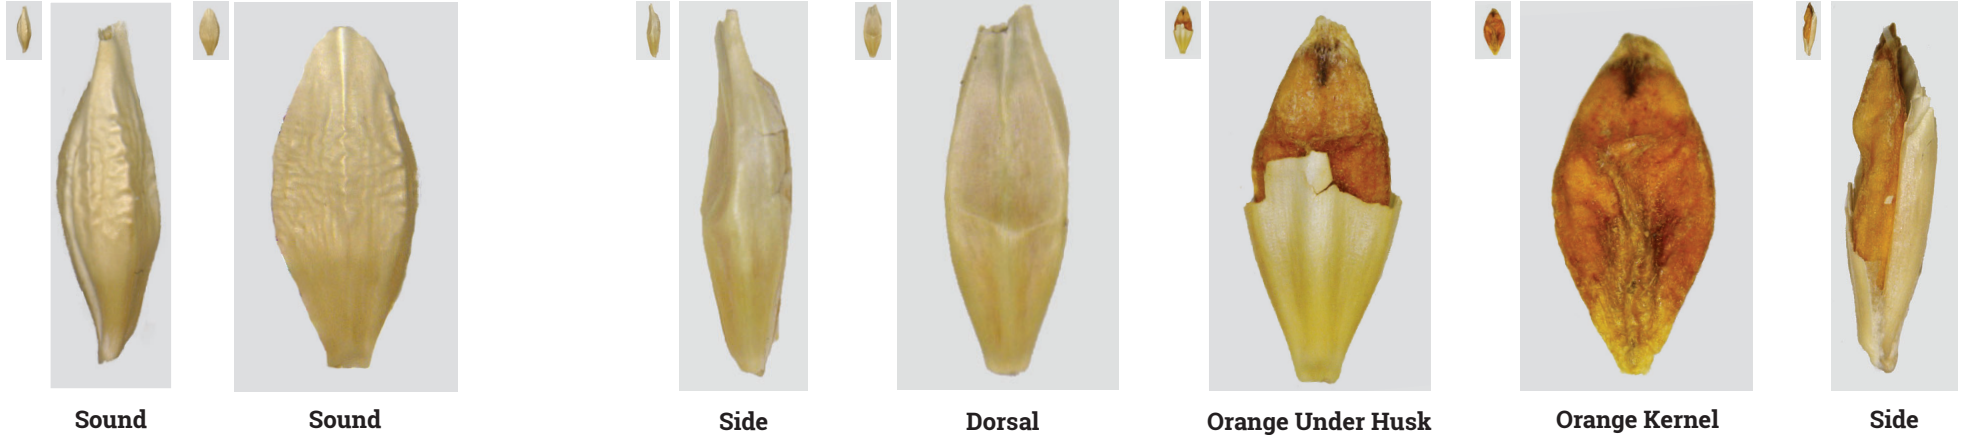 Sound
Sound
Side
Dorsal
Orange Under Husk
Orange Kernel
Side